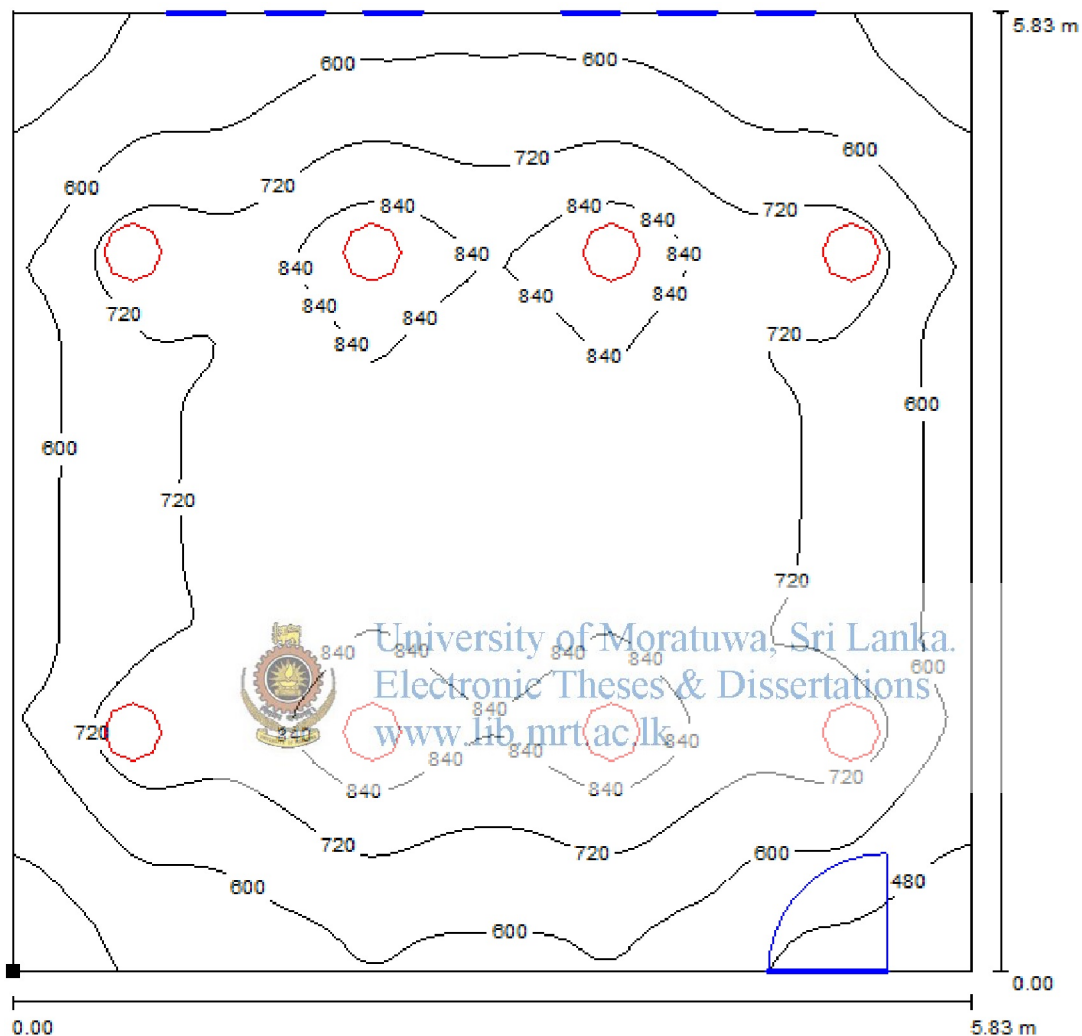 5.83 m
600 600
720 600
600 720
840 840 840
720 720
840 840 840
840 840 840
720 840 840 720
840 840
600
600
720
720
University of Moratuwa, Sri Lanka.
840 840 840 840
600
Electronic Theses & Dissertations
840
www.lib.mrt.ac.lk
720 840 840 840
840
840 840 720
720 720
600 600
480
600
0.00
0.00 5.83 m